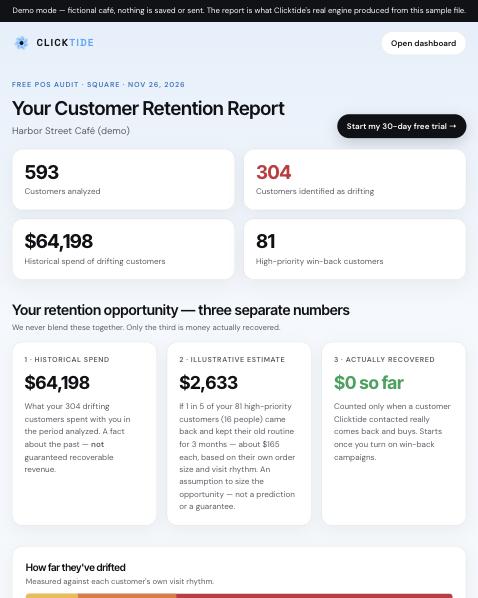 Demo mode — fictional café, nothing is saved or sent. The report is what Clicktide's real engine produced from this sample file.
CLICKTIDE
Open dashboard
FREE POS AUDIT · SQUARE · NOV 26, 2026
Your Customer Retention Report
Harbor Street Café (demo)
Start my 30-day free trial →
593
Customers analyzed
304
Customers identified as drifting
$64,198
Historical spend of drifting customers
81
High-priority win-back customers
Your retention opportunity — three separate numbers
We never blend these together. Only the third is money actually recovered.
1 · HISTORICAL SPEND
$64,198
What your 304 drifting
customers spent with you in
the period analyzed. A fact
about the past — not
guaranteed recoverable
revenue.
2 · ILLUSTRATIVE ESTIMATE
$2,633
If 1 in 5 of your 81 high-priority
customers (16 people) came
back and kept their old routine
for 3 months — about $165
each, based on their own order
size and visit rhythm. An
assumption to size the
opportunity — not a prediction
or a guarantee.
3 · ACTUALLY RECOVERED
$0 so far
Counted only when a customer
Clicktide contacted really
comes back and buys. Starts
once you turn on win-back
campaigns.
How far they've drifted
Measured against each customer's own visit rhythm.